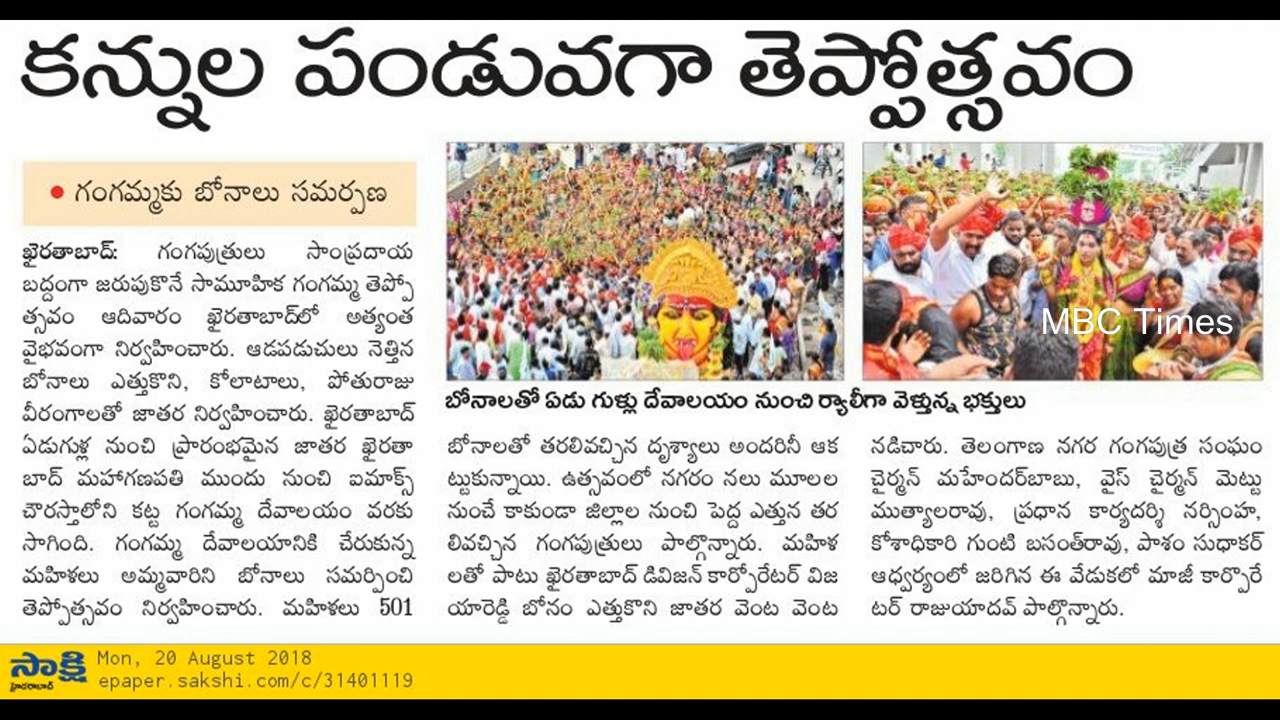 కన్నుల పండువగా తెప్పోత్సవం
• గంగమ్మకు బోనాలు సమర్పణ
ఖైరతాబాద్: గంగపుత్రులు సాంప్రదాయ
బద్దంగా జరుపుకొనే సామూహిక గంగమ్మ తెప్పో
త్సవం ఆదివారం ఖైరతాబాద్‌లో అత్యంత
వైభవంగా నిర్వహించారు. ఆడపడుచులు నెత్తిన
బోనాలు ఎత్తుకొని, కోలాటాలు, పోతురాజు
వీరంగాలతో జాతర నిర్వహించారు. ఖైరతాబాద్
ఏడుగుళ్ల నుంచి ప్రారంభమైన జాతర ఖైరతా
బాద్ మహాగణపతి ముందు నుంచి ఐమాక్స్
చౌరస్తాలోని కట్ట గంగమ్మ దేవాలయం వరకు
సాగింది. గంగమ్మ దేవాలయానికి చేరుకున్న
మహిళలు అమ్మవారిని బోనాలు సమర్పించి
తెప్పోత్సవం నిర్వహించారు. మహిళలు 501
MBC Times
బోనాలతో ఏడు గుళ్లు దేవాలయం నుంచి ర్యాలీగా వెళ్తున్న భక్తులు
బోనాలతో తరలివచ్చిన దృశ్యాలు అందరినీ ఆక
ట్టుకున్నాయి. ఉత్సవంలో నగరం నలు మూలల
నుంచే కాకుండా జిల్లాల నుంచి పెద్ద ఎత్తున తర
లివచ్చిన గంగపుత్రులు పాల్గొన్నారు. మహిళ
లతో పాటు ఖైరతాబాద్ డివిజన్ కార్పోరేటర్ విజ
యారెడ్డి బోనం ఎత్తుకొని జాతర వెంట వెంట
నడిచారు. తెలంగాణ నగర గంగపుత్ర సంఘం
చైర్మన్ మహేందర్‌బాబు, వైస్ చైర్మన్ మెట్టు
ముత్యాలరావు, ప్రధాన కార్యదర్శి నర్సింహ,
కోశాధికారి గుంటి బసంత్‌రావు, పాశం సుధాకర్
ఆధ్వర్యంలో జరిగిన ఈ వేడుకలో మాజీ కార్పొరే
టర్ రాజుయాదవ్ పాల్గొన్నారు.
సాక్షి
హైదరాబాద్
Mon, 20 August 2018
epaper.sakshi.com/c/31401119